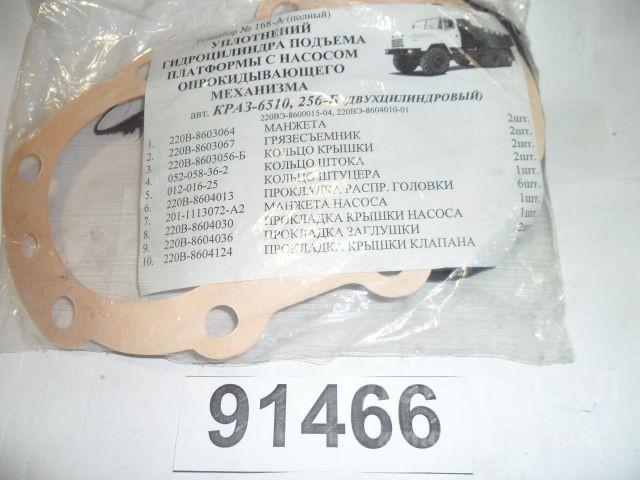 Ремнабор № 168-А (полный)
УПЛОТНЕНИЙ
ГИДРОЦИЛИНДРА ПОДЪЕМА
ПЛАТФОРМЫ С НАСОСОМ
ОПРОКИДЫВАЮЩЕГО
МЕХАНИЗМА
авт. КРАЗ-6510, 256-Б (ДВУХЦИЛИНДРОВЫЙ)
220ВЭ-8600015-04, 220ВЭ-8604010-01
1. 220В-8603064 МАНЖЕТА 2шт.
2. 220В-8603067 ГРЯЗЕСЪЕМНИК 2шт.
3. 220В-8603056-Б КОЛЬЦО КРЫШКИ 2шт.
4. 052-058-36-2 КОЛЬЦО ШТОКА 2шт.
5. 012-016-25 КОЛЬЦО ШТУЦЕРА 1шт.
6. 220В-8604013 ПРОКЛАДКА РАСПР. ГОЛОВКИ 6шт.
7. 201-1113072-А2 МАНЖЕТА НАСОСА 1шт.
8. 220В-8604030 ПРОКЛАДКА КРЫШКИ НАСОСА 1шт.
9. 220В-8604036 ПРОКЛАДКА ЗАГЛУШКИ
10. 220В-8604124 ПРОКЛАДКА КРЫШКИ КЛАПАНА
91466